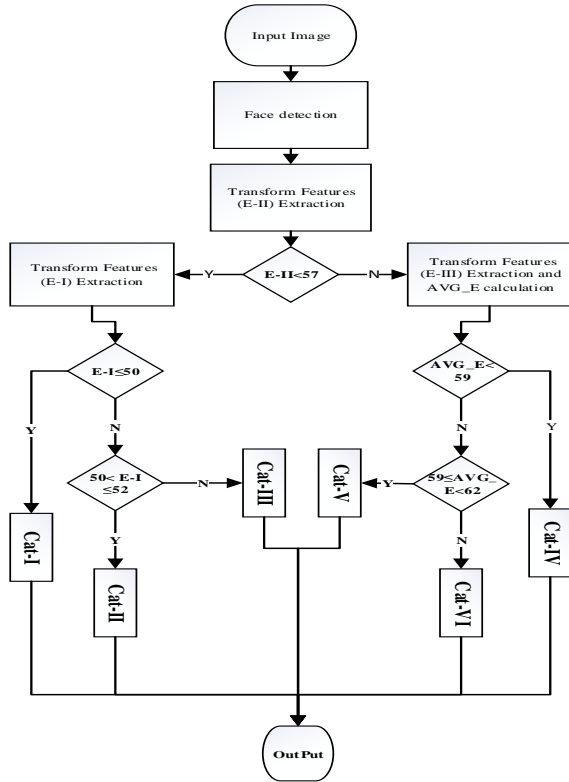 Input Image
Face detection
Transform Features
(E-II) Extraction
E-II<57
Y
N
Transform Features
(E-I) Extraction
Transform Features
(E-III) Extraction and
AVG_E calculation
E-I≤50
AVG_E<
59
Y
N
N
Y
50< E-I
≤52
N
Cat-III
Cat-V
Y
59≤AVG_
E<62
Y
N
Cat-I
Cat-II
Cat-VI
Cat-IV
OutPut